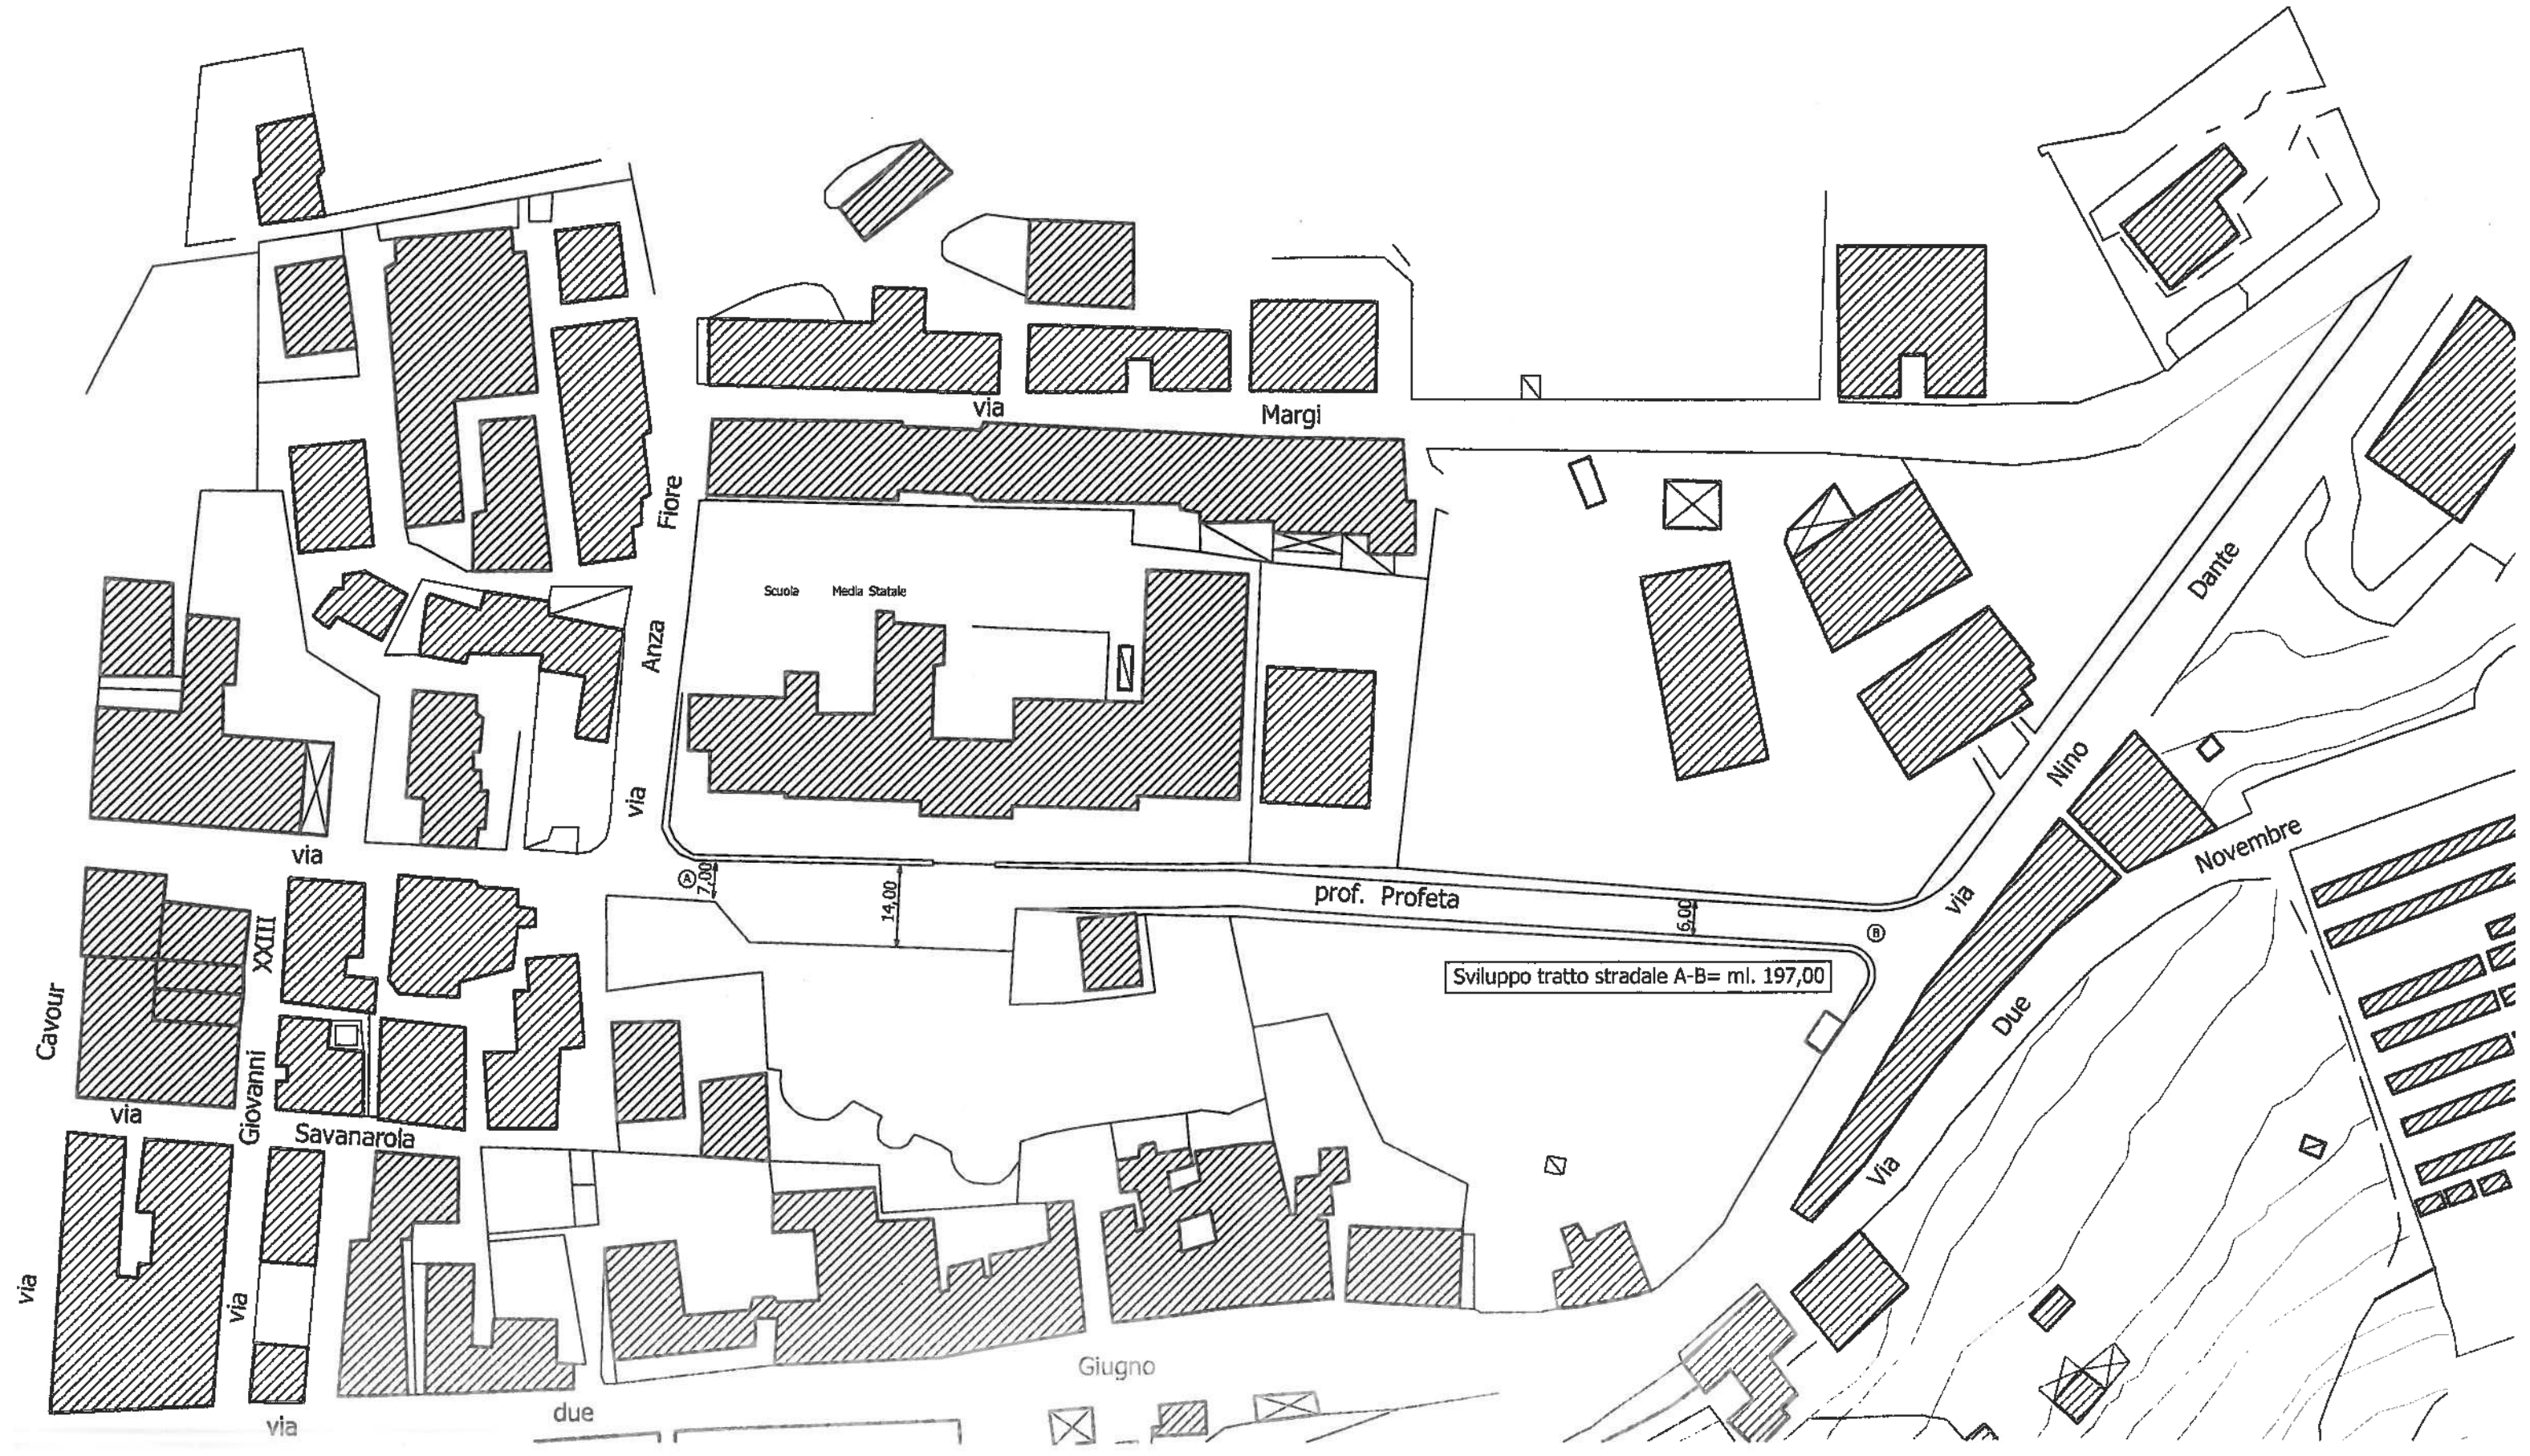 via
Margi
Fiore
Anza
via
Scuola Media Statale
Dante
Nino
via
Novembre
Due
Via
via
XXIII
Giovanni
via
Cavour
via
via
Savanarola
A
7,00
14,00
prof. Profeta
6,00
B
Sviluppo tratto stradale A-B= ml. 197,00
Giugno
due
via